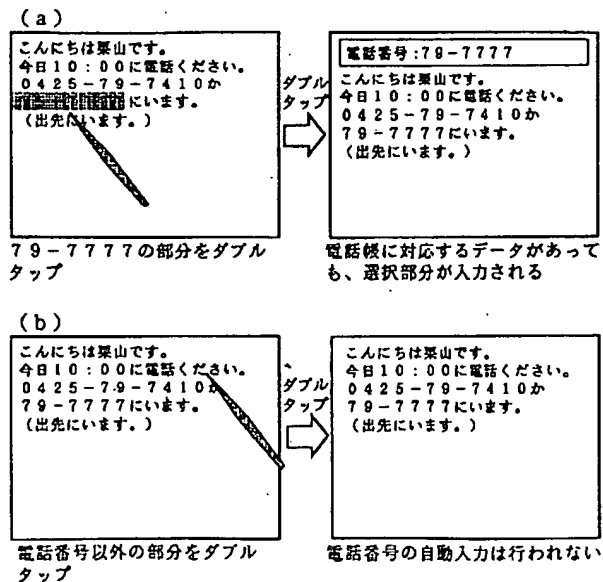 (a)
こんにちは栗山です。
今日10:00に電話ください。
0425-79-7410か
にいます。
(出先にいます。)
ダブル
タップ
電話番号:79-7777
こんにちは栗山です。
今日10:00に電話ください。
0425-79-7410か
79-7777にいます。
(出先にいます。)
79-7777の部分をダブル
タップ
電話帳に対応するデータがあって
も、選択部分が入力される
(b)
こんにちは栗山です。
今日10:00に電話ください。
0425-79-7410か
79-7777にいます。
(出先にいます。)
ダブル
タップ
こんにちは栗山です。
今日10:00に電話ください。
0425-79-7410か
79-7777にいます。
(出先にいます。)
電話番号以外の部分をダブル
タップ
電話番号の自動入力は行われない